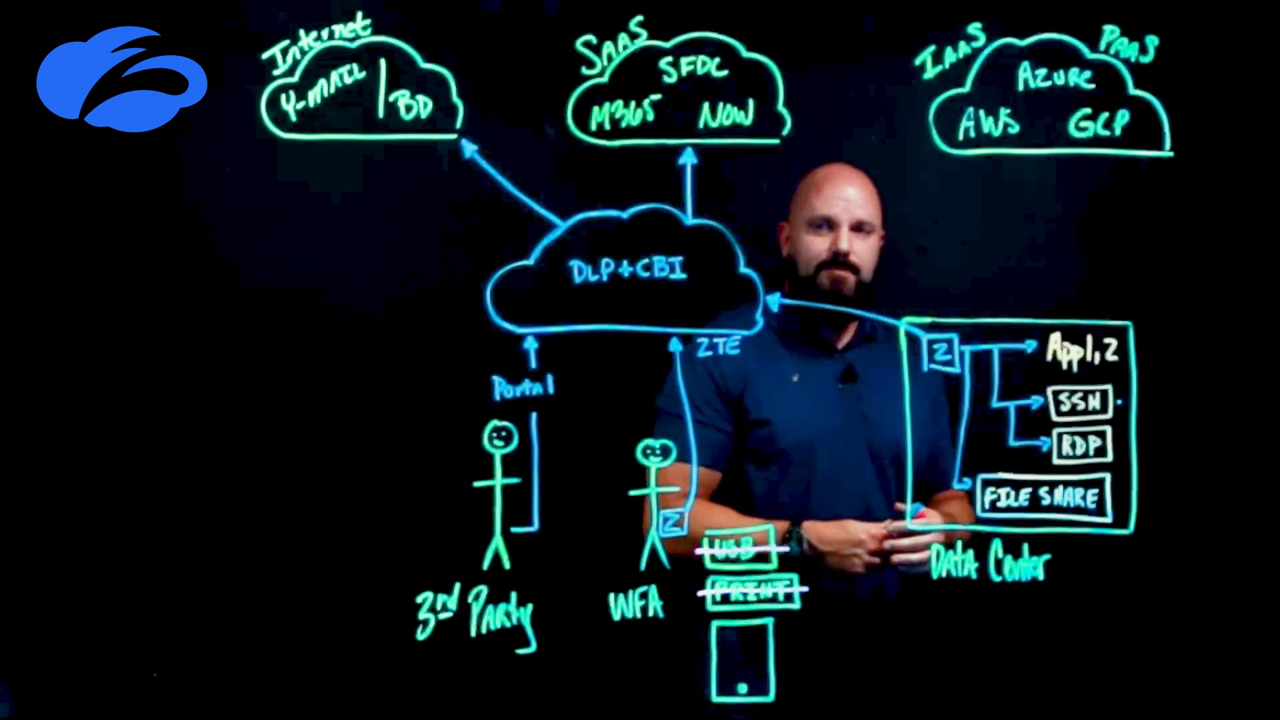 Internet
Y-MAIL / BD
SAAS
SFDC
M365 NOW
IAAS PAAS
AZURE
AWS GCP
DLP+CBI
ZTE
Portal
3rd Party
WFA
Z
USB
PRINT
Z
App1,2
SSH
RDP
FILE SHARE
DATA Center